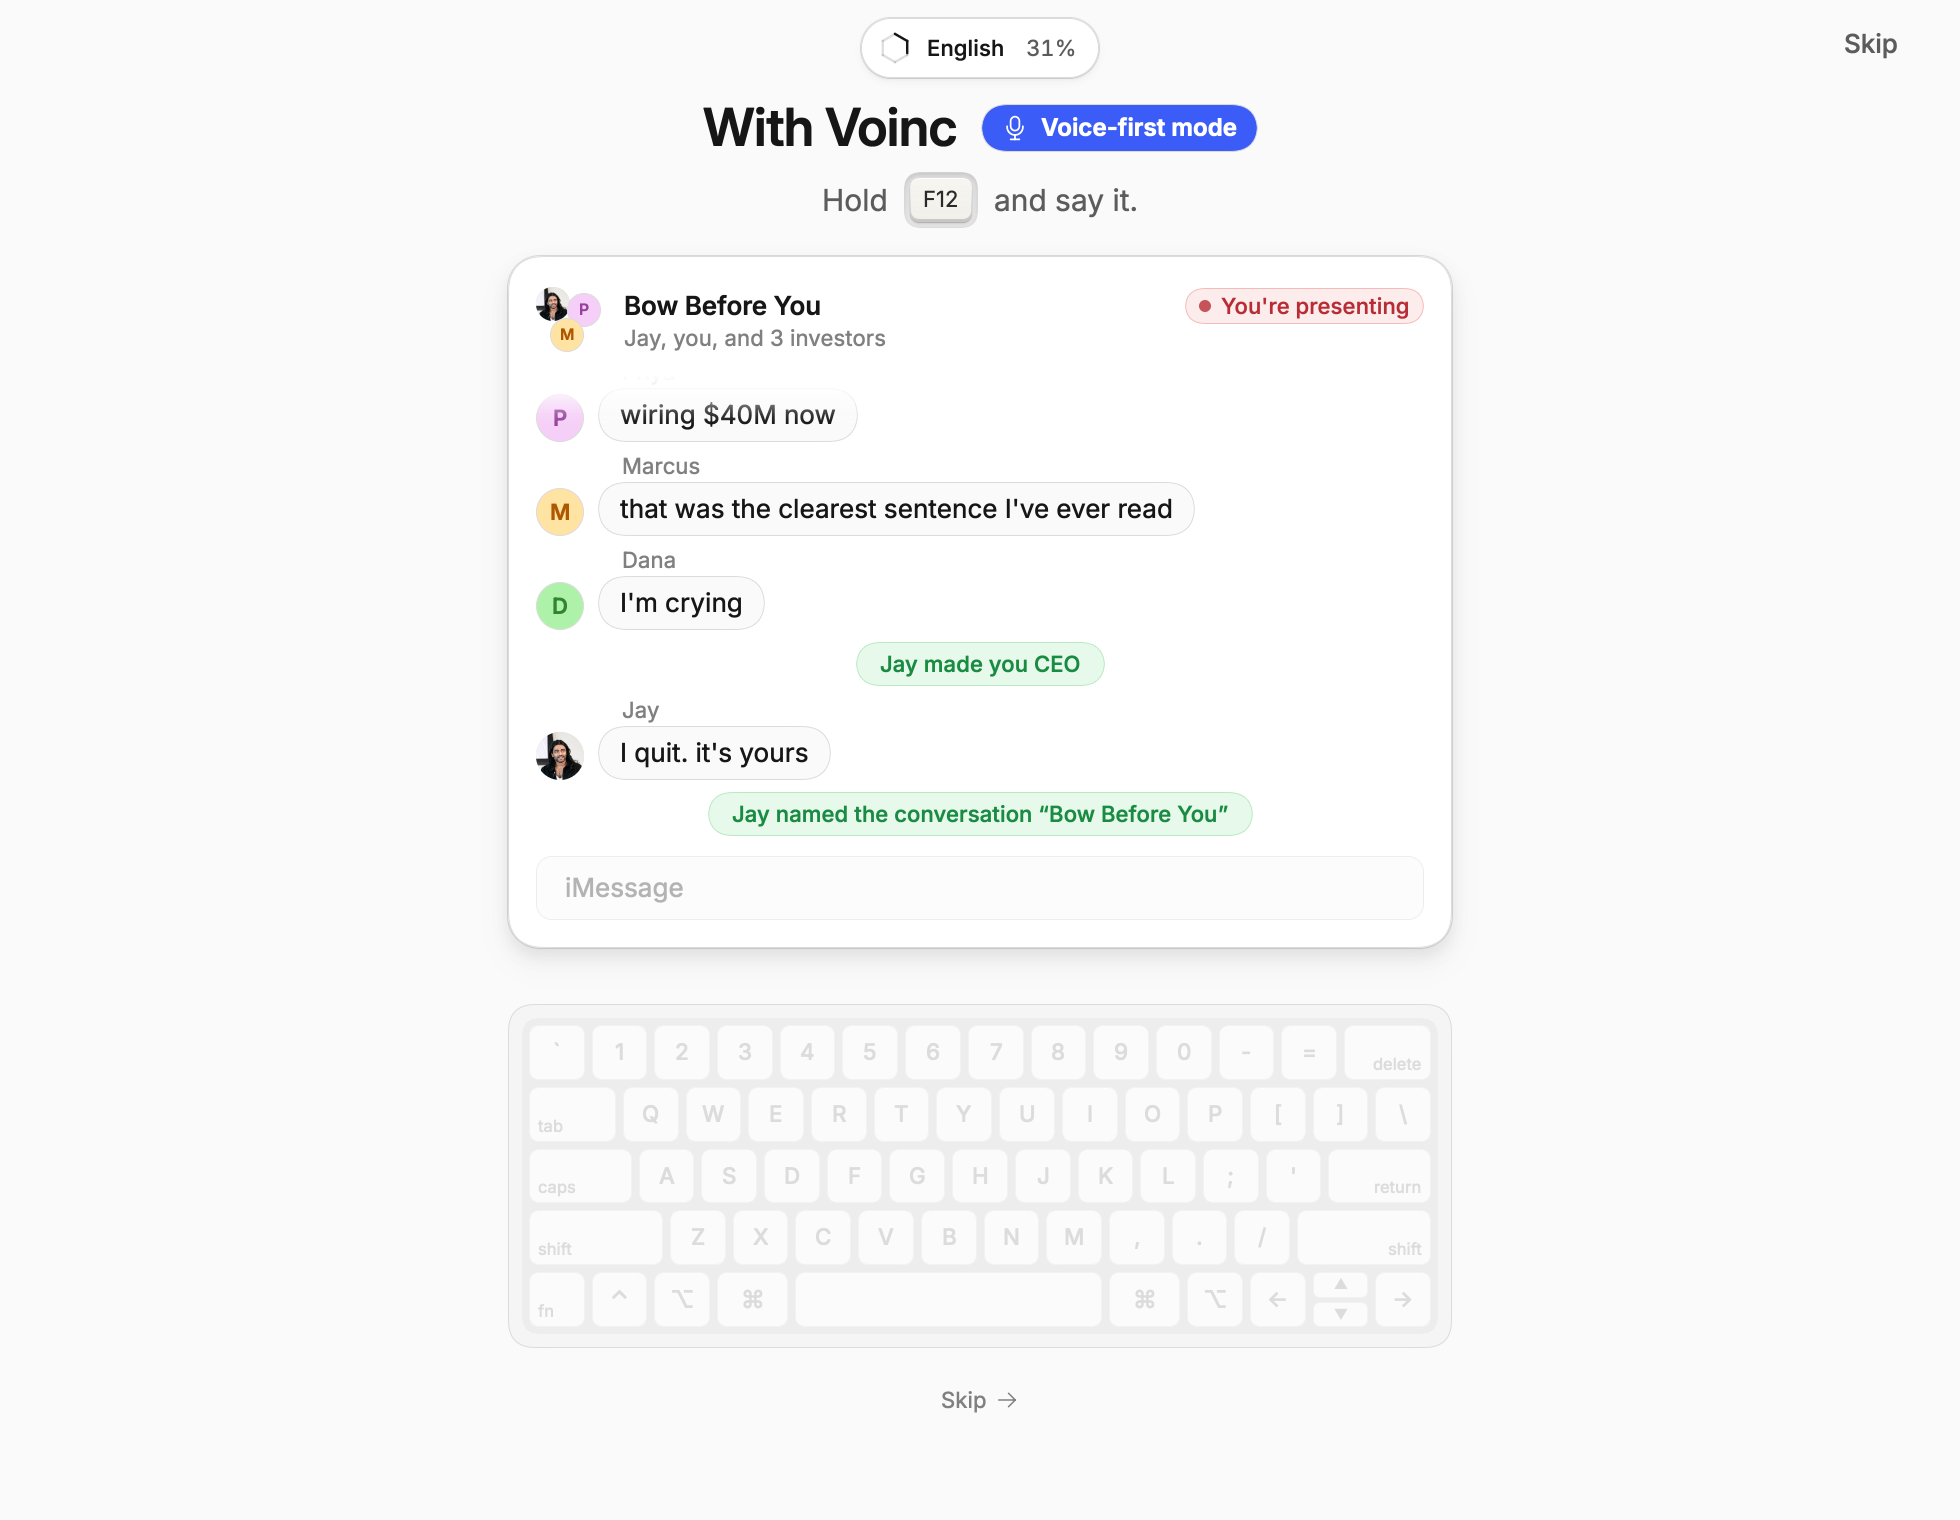 English 31%
Skip
With Voinc
Voice-first mode
Hold F12 and say it.
P
M
Bow Before You
Jay, you, and 3 investors
You're presenting
P
wiring $40M now
Marcus
M
that was the clearest sentence I've ever read
Dana
D
I'm crying
Jay made you CEO
Jay
I quit. it's yours
Jay named the conversation “Bow Before You”
iMessage
` 1 2 3 4 5 6 7 8 9 0 - = delete
tab Q W E R T Y U I O P [ ] \
caps A S D F G H J K L ; ' return
shift Z X C V B N M , . / shift
fn ^ ⌥ ⌘ ⌘ ⌥ ← ▲ ▼ →
Skip →